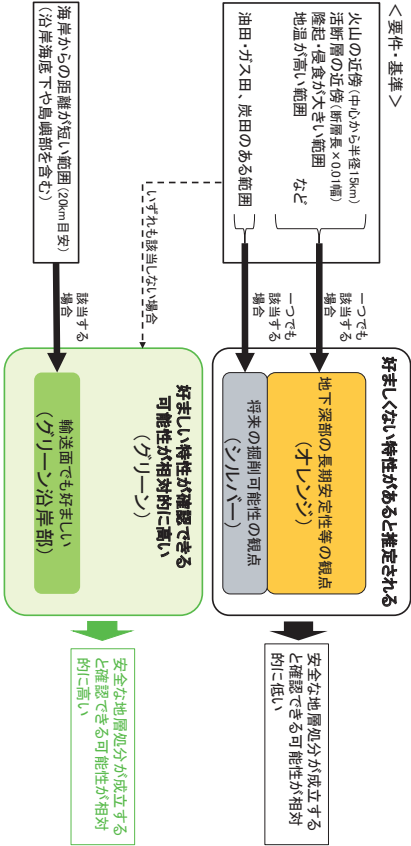 ＜要件・基準＞
火山の近傍（中心から半径15km）
活断層の近傍（断層長×0.01幅）
隆起・侵食が大きい範囲
地温が高い範囲　　など
油田・ガス田、炭田のある範囲
一つでも
該当する
場合
一つでも
該当する
場合
好ましくない特性があると推定される
地下深部の長期安定性等の観点
（オレンジ）
将来の掘削可能性の観点
（シルバー）
安全な地層処分が成立する
と確認できる可能性が相対
的に低い
いずれも該当しない場合
海岸からの距離が短い範囲（20km目安）
（沿岸海底下や島嶼部を含む）
該当する
場合
好ましい特性が確認できる
可能性が相対的に高い
（グリーン）
輸送面でも好ましい
（グリーン沿岸部）
安全な地層処分が成立する
と確認できる可能性が相対
的に高い